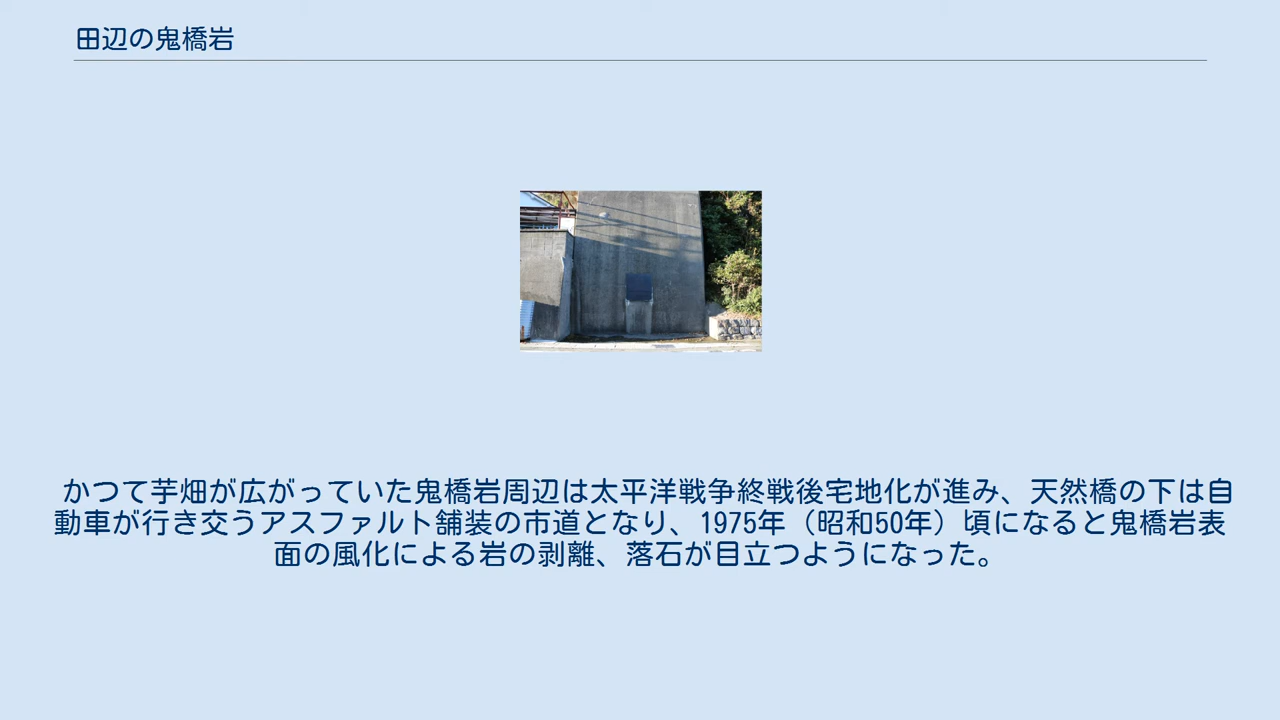 田辺の鬼橋岩
かつて芋畑が広がっていた鬼橋岩周辺は太平洋戦争終戦後宅地化が進み、天然橋の下は自
動車が行き交うアスファルト舗装の市道となり、1975年（昭和50年）頃になると鬼橋岩表
面の風化による岩の剥離、落石が目立つようになった。